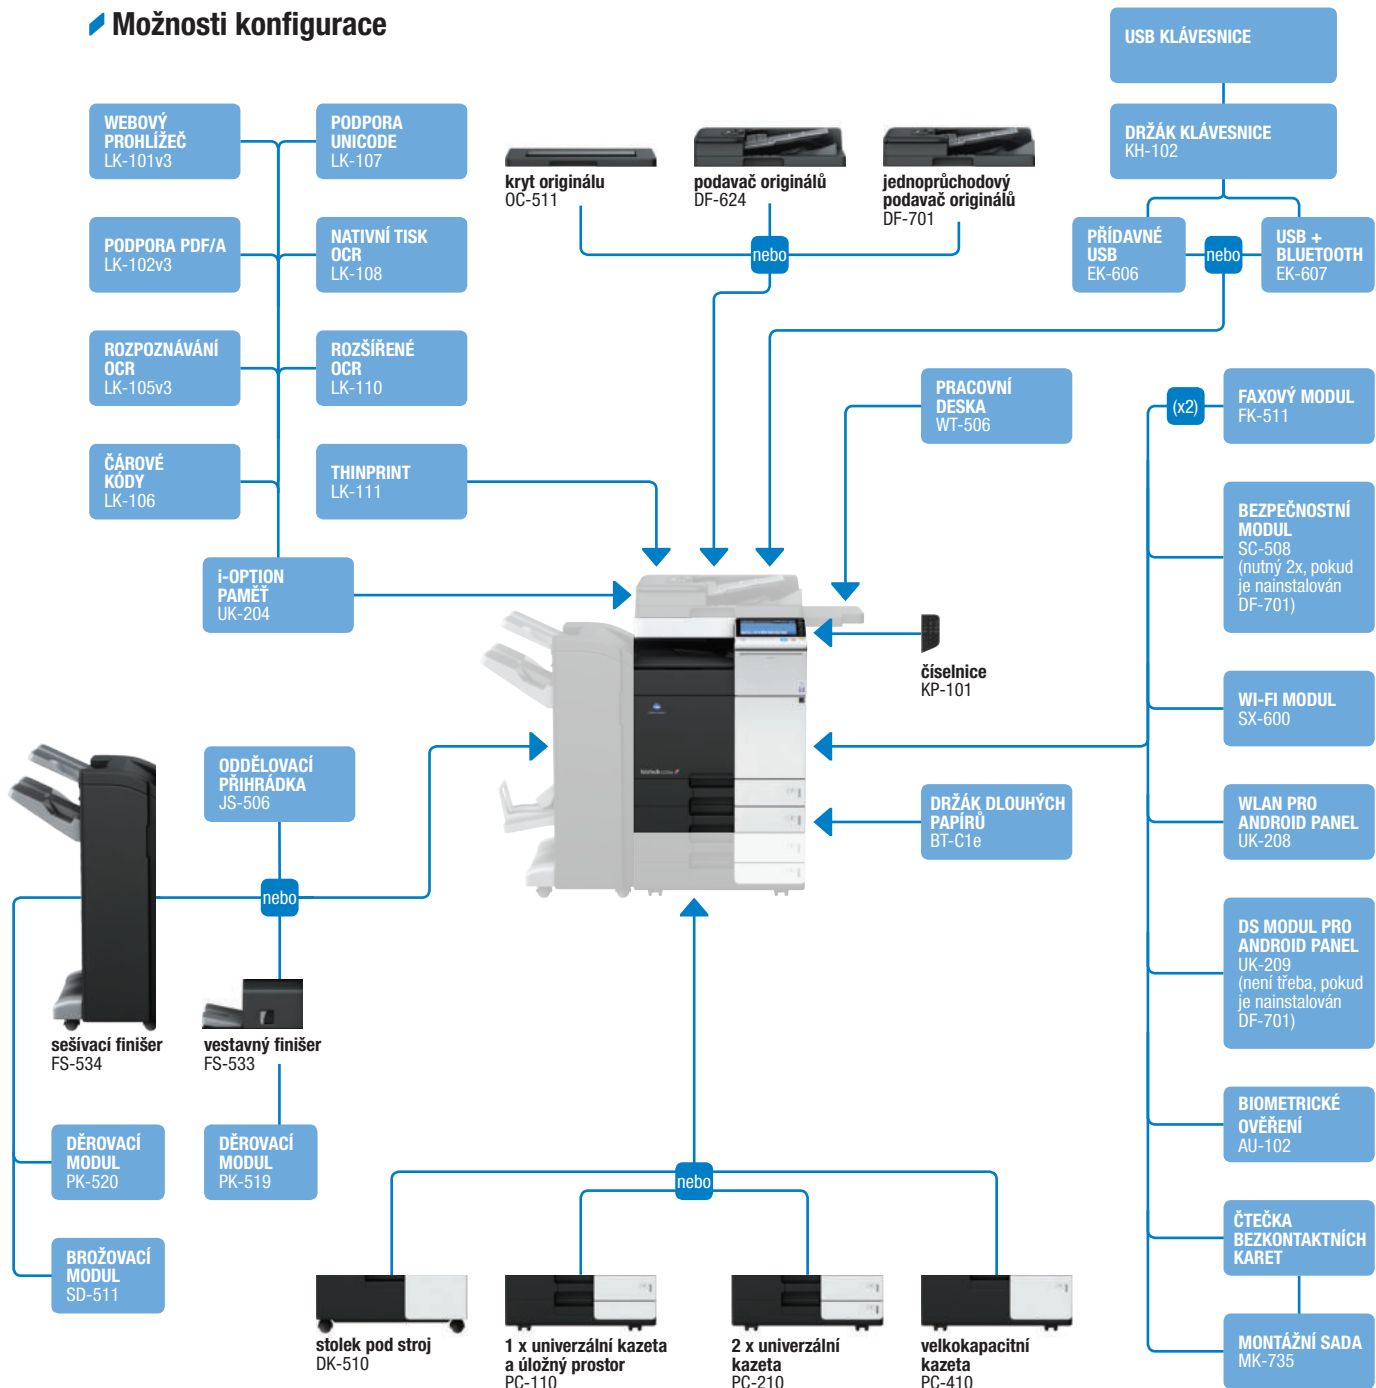 Možnosti konfigurace
USB KLÁVESNICE
WEBOVÝ
PROHLÍŽEČ
LK-101v3
PODPORA
UNICODE
LK-107
DRŽÁK KLÁVESNICE
KH-102
kryt originálu
OC-511
podavač originálů
DF-624
jednoprůchodový
podavač originálů
DF-701
PODPORA PDF/A
LK-102v3
NATIVNÍ TISK
OCR
LK-108
nebo
PŘÍDAVNÉ
USB
EK-606
nebo
USB +
BLUETOOTH
EK-607
ROZPOZNÁVÁNÍ
OCR
LK-105v3
ROZŠÍŘENÉ
OCR
LK-110
PRACOVNÍ
DESKA
WT-506
(x2)
FAXOVÝ MODUL
FK-511
ČÁROVÉ
KÓDY
LK-106
THINPRINT
LK-111
BEZPEČNOSTNÍ
MODUL
SC-508
(nutný 2x, pokud
je nainstalován
DF-701)
i-OPTION
PAMĚŤ
UK-204
číselnice
KP-101
WI-FI MODUL
SX-600
ODDĚLOVACÍ
PŘIHRÁDKA
JS-506
DRŽÁK DLOUHÝCH
PAPÍRŮ
BT-C1e
WLAN PRO
ANDROID PANEL
UK-208
nebo
DS MODUL PRO
ANDROID PANEL
UK-209
(není třeba, pokud
je nainstalován
DF-701)
sešívací finišer
FS-534
vestavný finišer
FS-533
BIOMETRICKÉ
OVĚŘENÍ
AU-102
DĚROVACÍ
MODUL
PK-520
DĚROVACÍ
MODUL
PK-519
nebo
ČTEČKA
BEZKONTAKTNÍCH
KARET
BROŽOVACÍ
MODUL
SD-511
stolek pod stroj
DK-510
1 x univerzální kazeta
a úložný prostor
PC-110
2 x univerzální
kazeta
PC-210
velkokapacitní
kazeta
PC-410
MONTÁŽNÍ SADA
MK-735